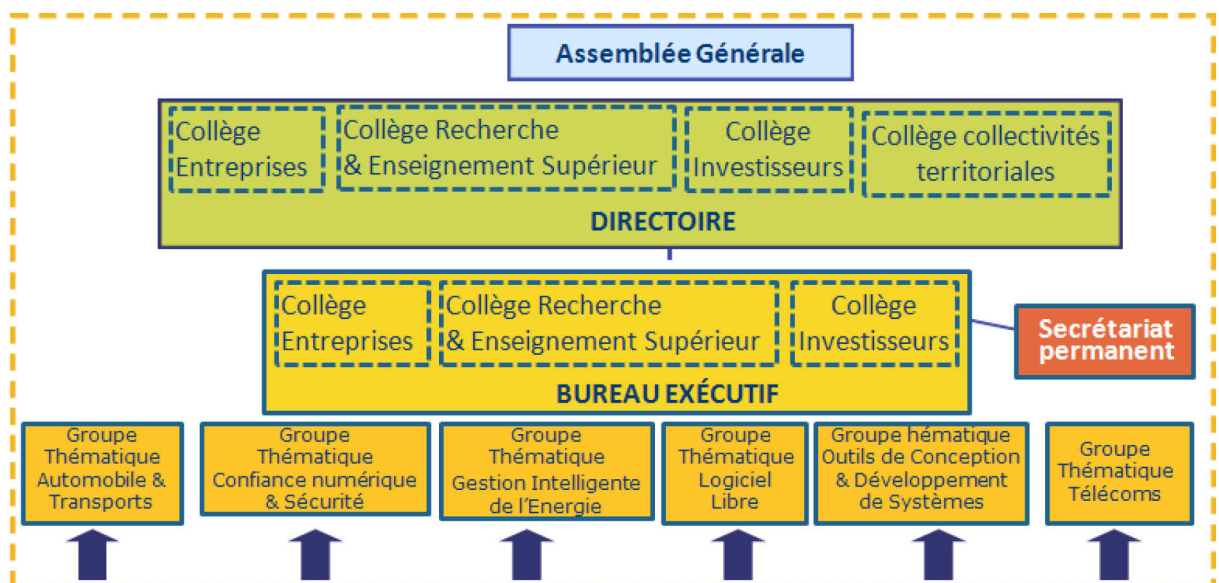 Assemblée Générale
Collège
Entreprises
Collège Recherche
& Enseignement Supérieur
Collège
Investisseurs
Collège collectivités
territoriales
DIRECTOIRE
Collège
Entreprises
Collège Recherche
& Enseignement Supérieur
Collège
Investisseurs
BUREAU EXÉCUTIF
Secrétariat
permanent
Groupe
Thématique
Automobile &
Transports
Groupe
Thématique
Confiance numérique
& Sécurité
Groupe
Thématique
Gestion Intelligente
de l’Energie
Groupe
Thématique
Logiciel
Libre
Groupe hématique
Outils de Conception
& Développement
de Systèmes
Groupe
Thématique
Télécoms